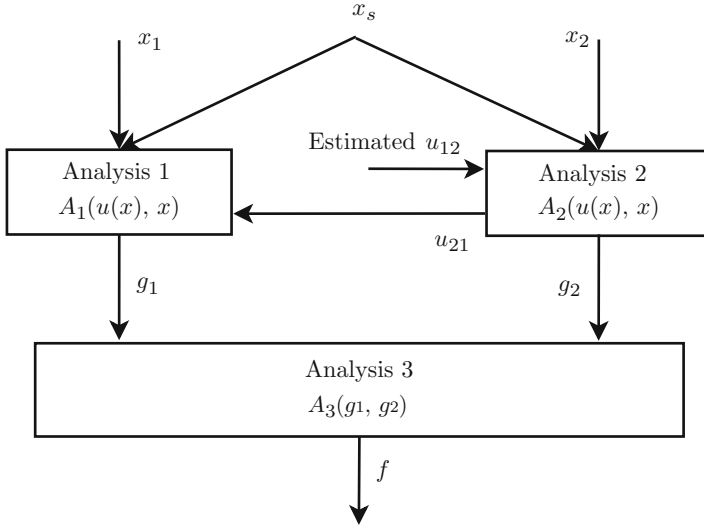 x_s
x_1
x_2
Estimated u_12
Analysis 1
A_1(u(x), x)
Analysis 2
A_2(u(x), x)
u_21
g_1
g_2
Analysis 3
A_3(g_1, g_2)
f